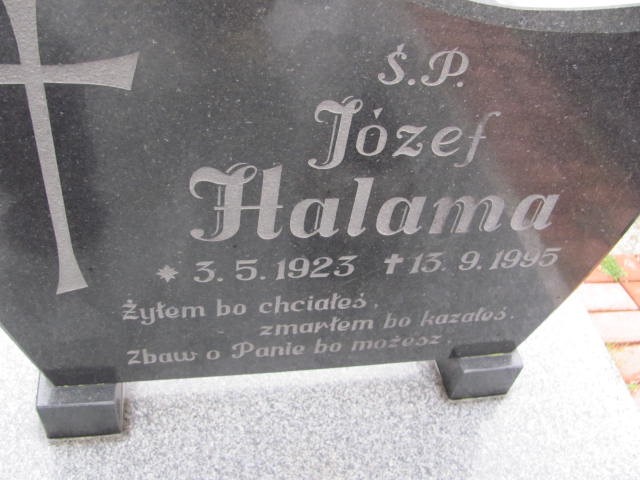 Ś.P.
Józef
Halama
* 3. 5. 1923 † 13. 9. 1995
Żyłem bo chciałeś,
zmarłem bo kazałeś.
Zbaw o Panie bo możesz.